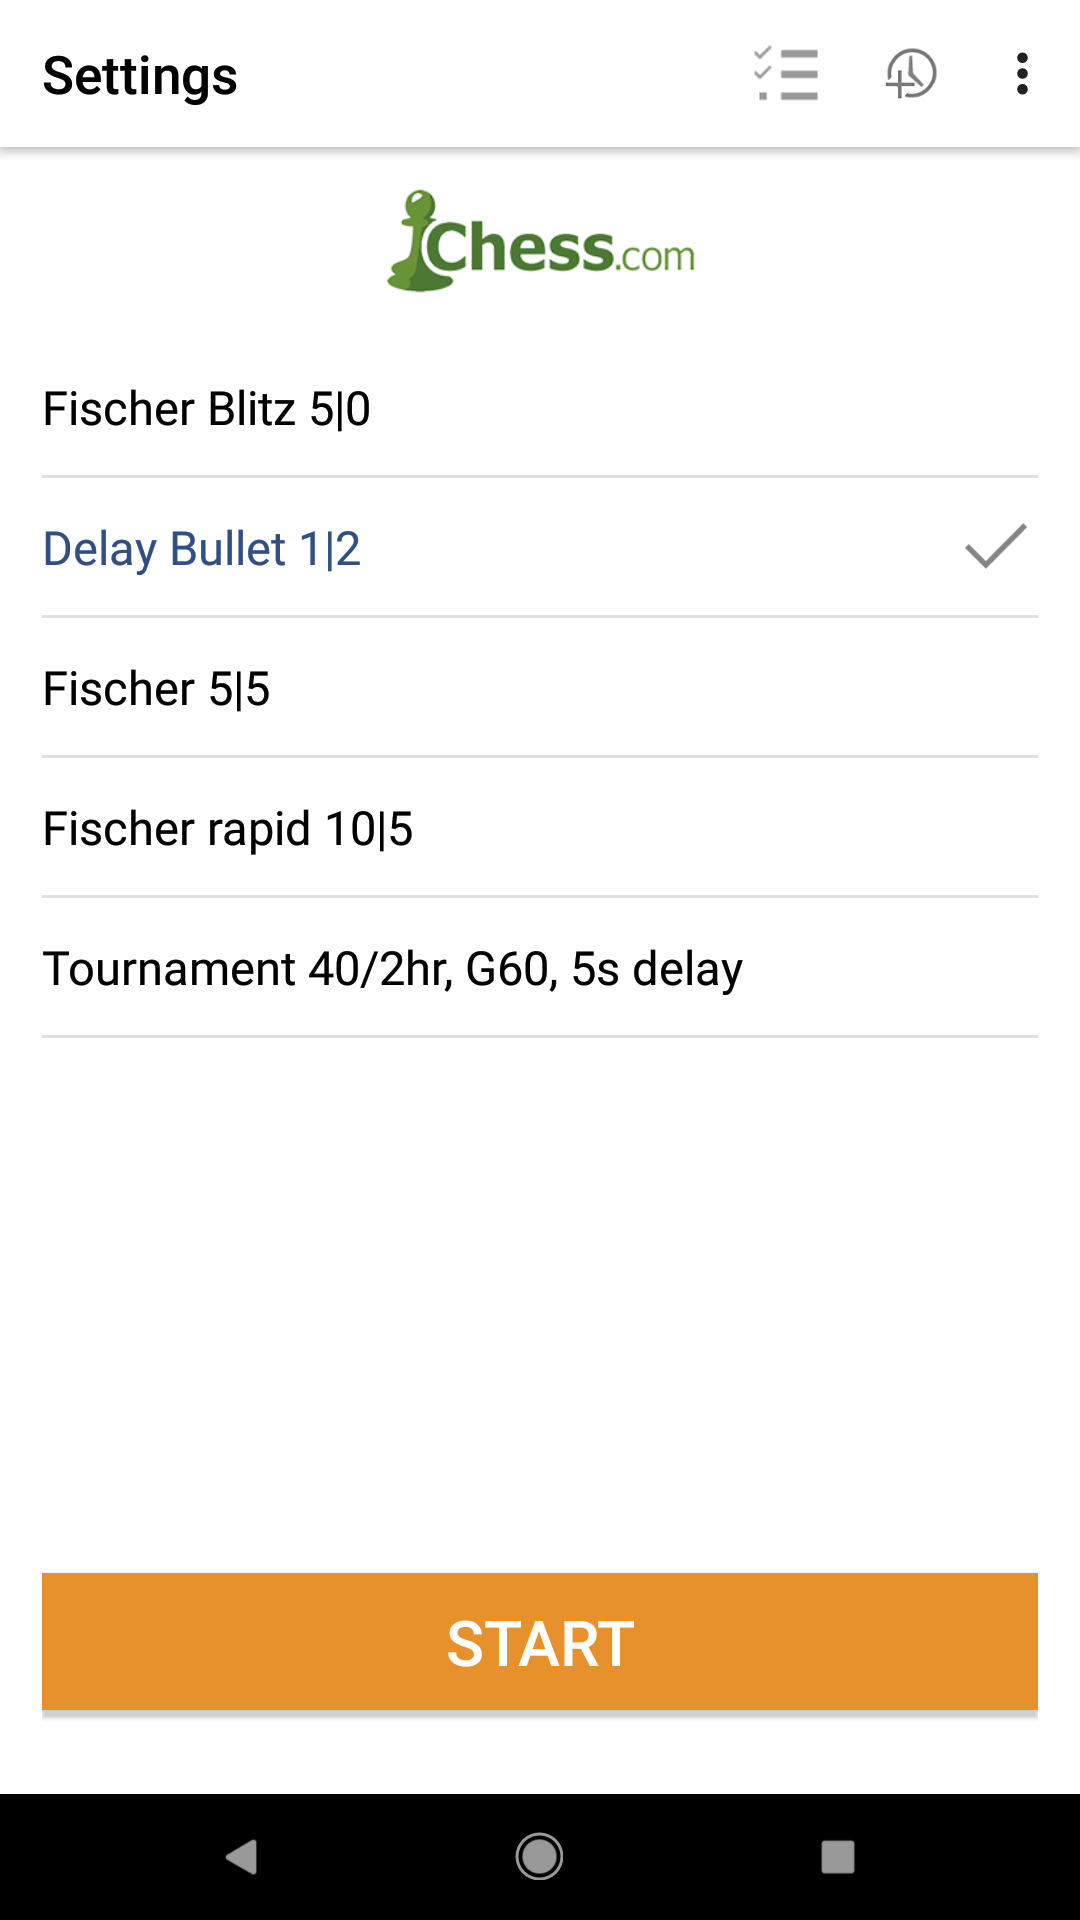 Settings
Chess.com
Fischer Blitz 5|0
Delay Bullet 1|2
Fischer 5|5
Fischer rapid 10|5
Tournament 40/2hr, G60, 5s delay
START